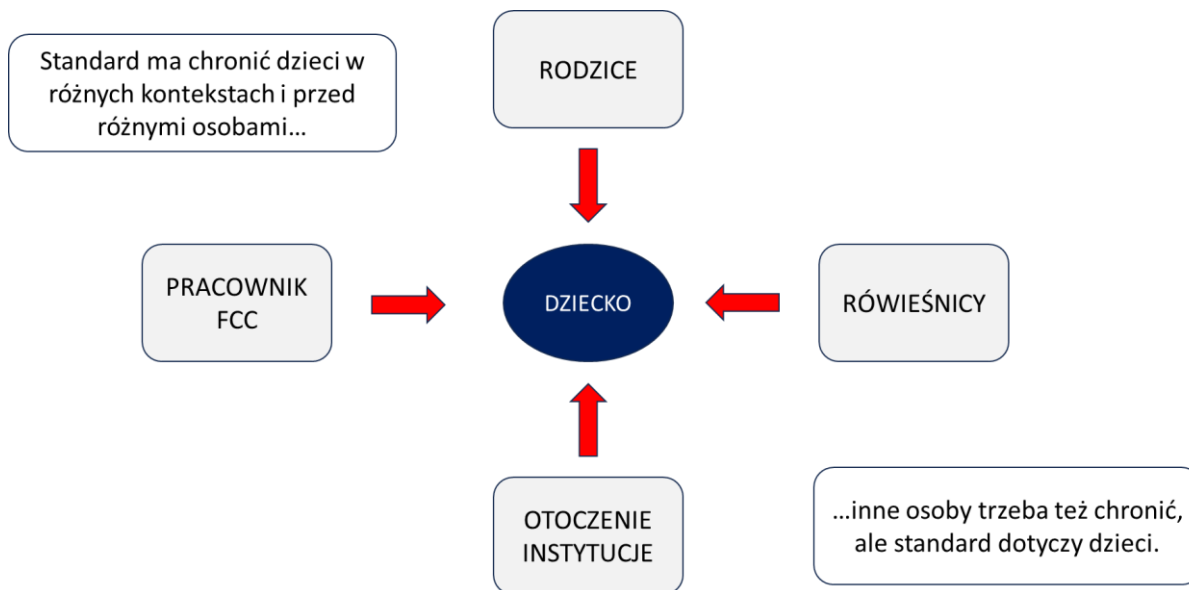 Standard ma chronić dzieci w
różnych kontekstach i przed
różnymi osobami...
RODZICE
PRACOWNIK
FCC
DZIECKO
RÓWIEŚNICY
OTOCZENIE
INSTYTUCJE
...inne osoby trzeba też chronić,
ale standard dotyczy dzieci.